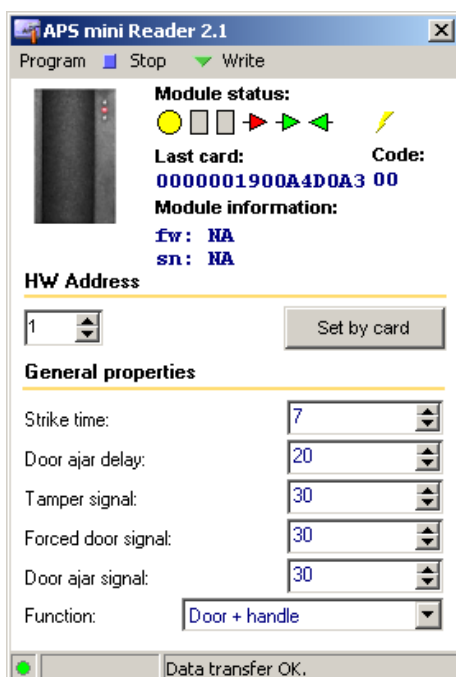 APS mini Reader 2.1
Program Stop Write
Module status:
Last card: Code:
0000001900A4D0A3 00
Module information:
fw: NA
sn: NA
HW Address
1 Set by card
General properties
Strike time: 7
Door ajar delay: 20
Tamper signal: 30
Forced door signal: 30
Door ajar signal: 30
Function: Door + handle
Data transfer OK.